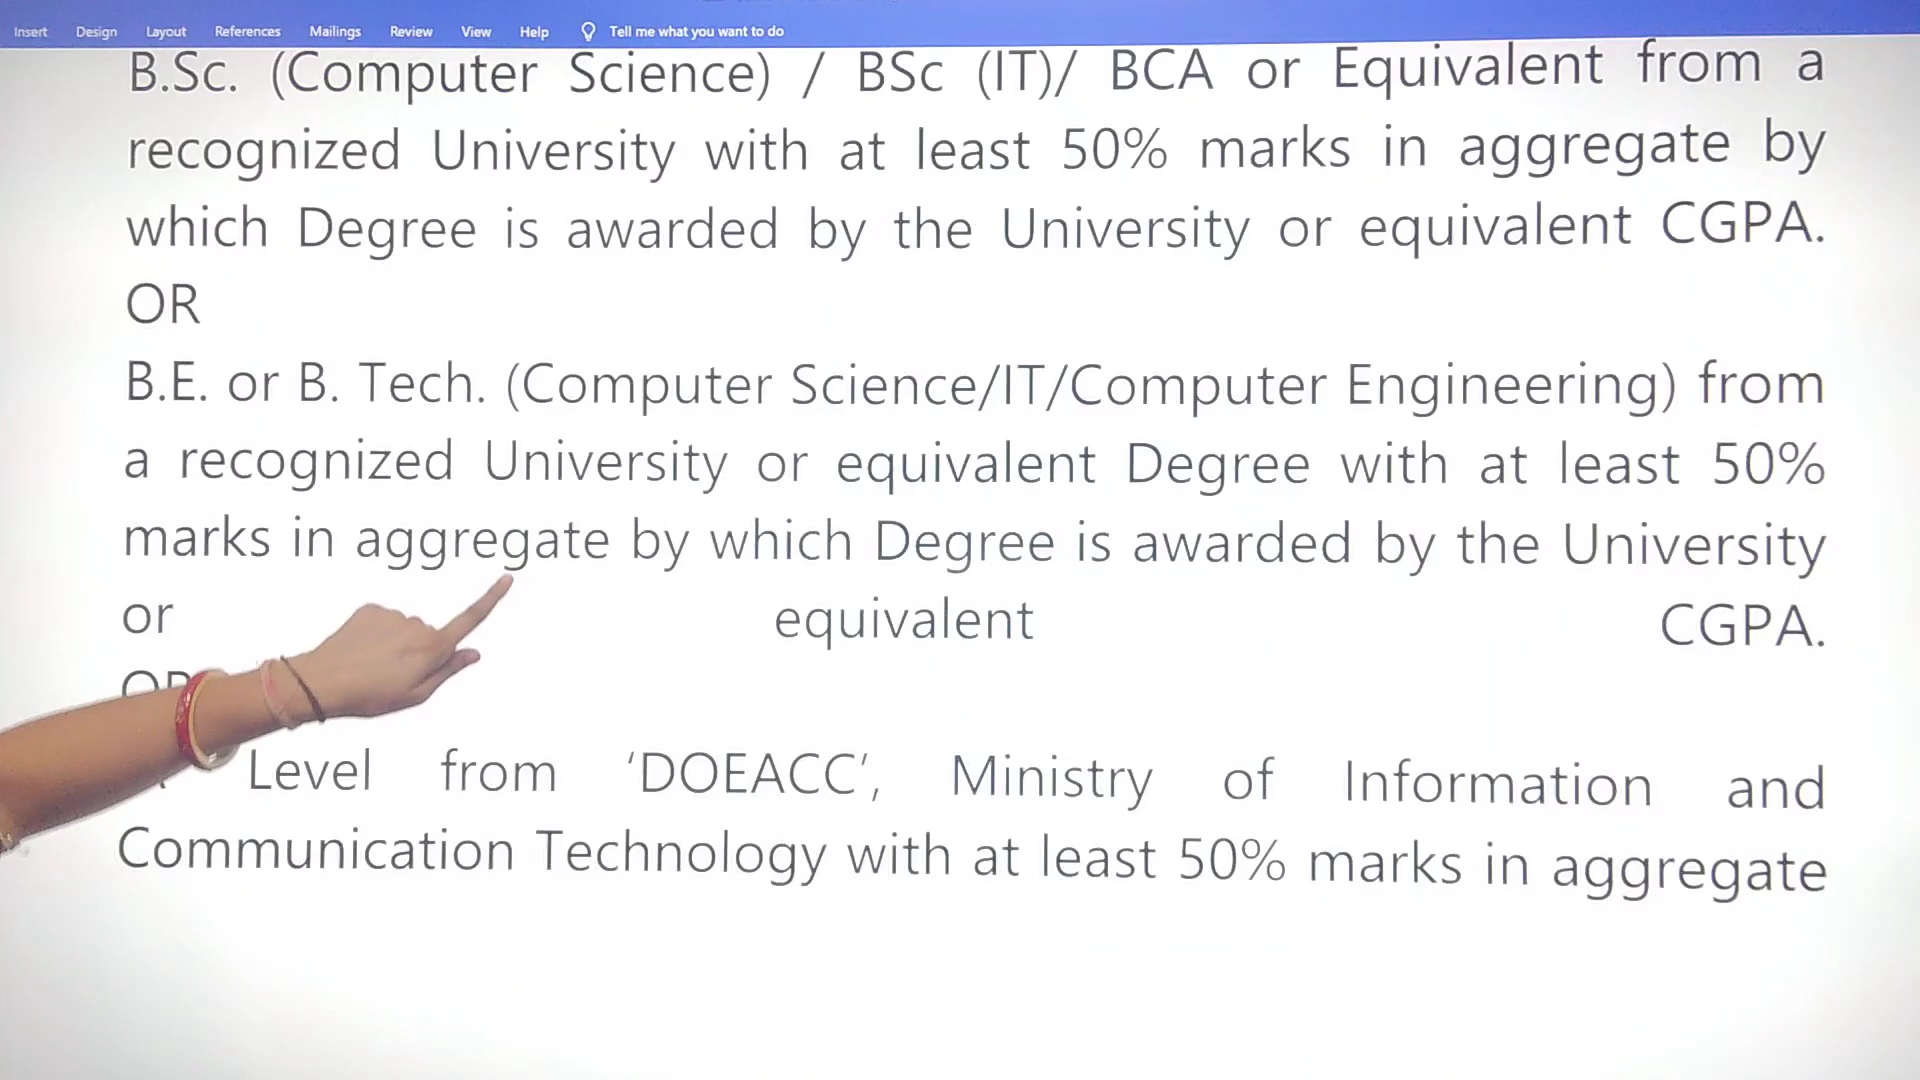 Insert Design Layout References Mailings Review View Help Tell me what you want to do
B.Sc. (Computer Science) / BSc (IT)/ BCA or Equivalent from a
recognized University with at least 50% marks in aggregate by
which Degree is awarded by the University or equivalent CGPA.
OR
B.E. or B. Tech. (Computer Science/IT/Computer Engineering) from
a recognized University or equivalent Degree with at least 50%
marks in aggregate by which Degree is awarded by the University
or equivalent CGPA.
OR
Level from ‘DOEACC’, Ministry of Information and
Communication Technology with at least 50% marks in aggregate